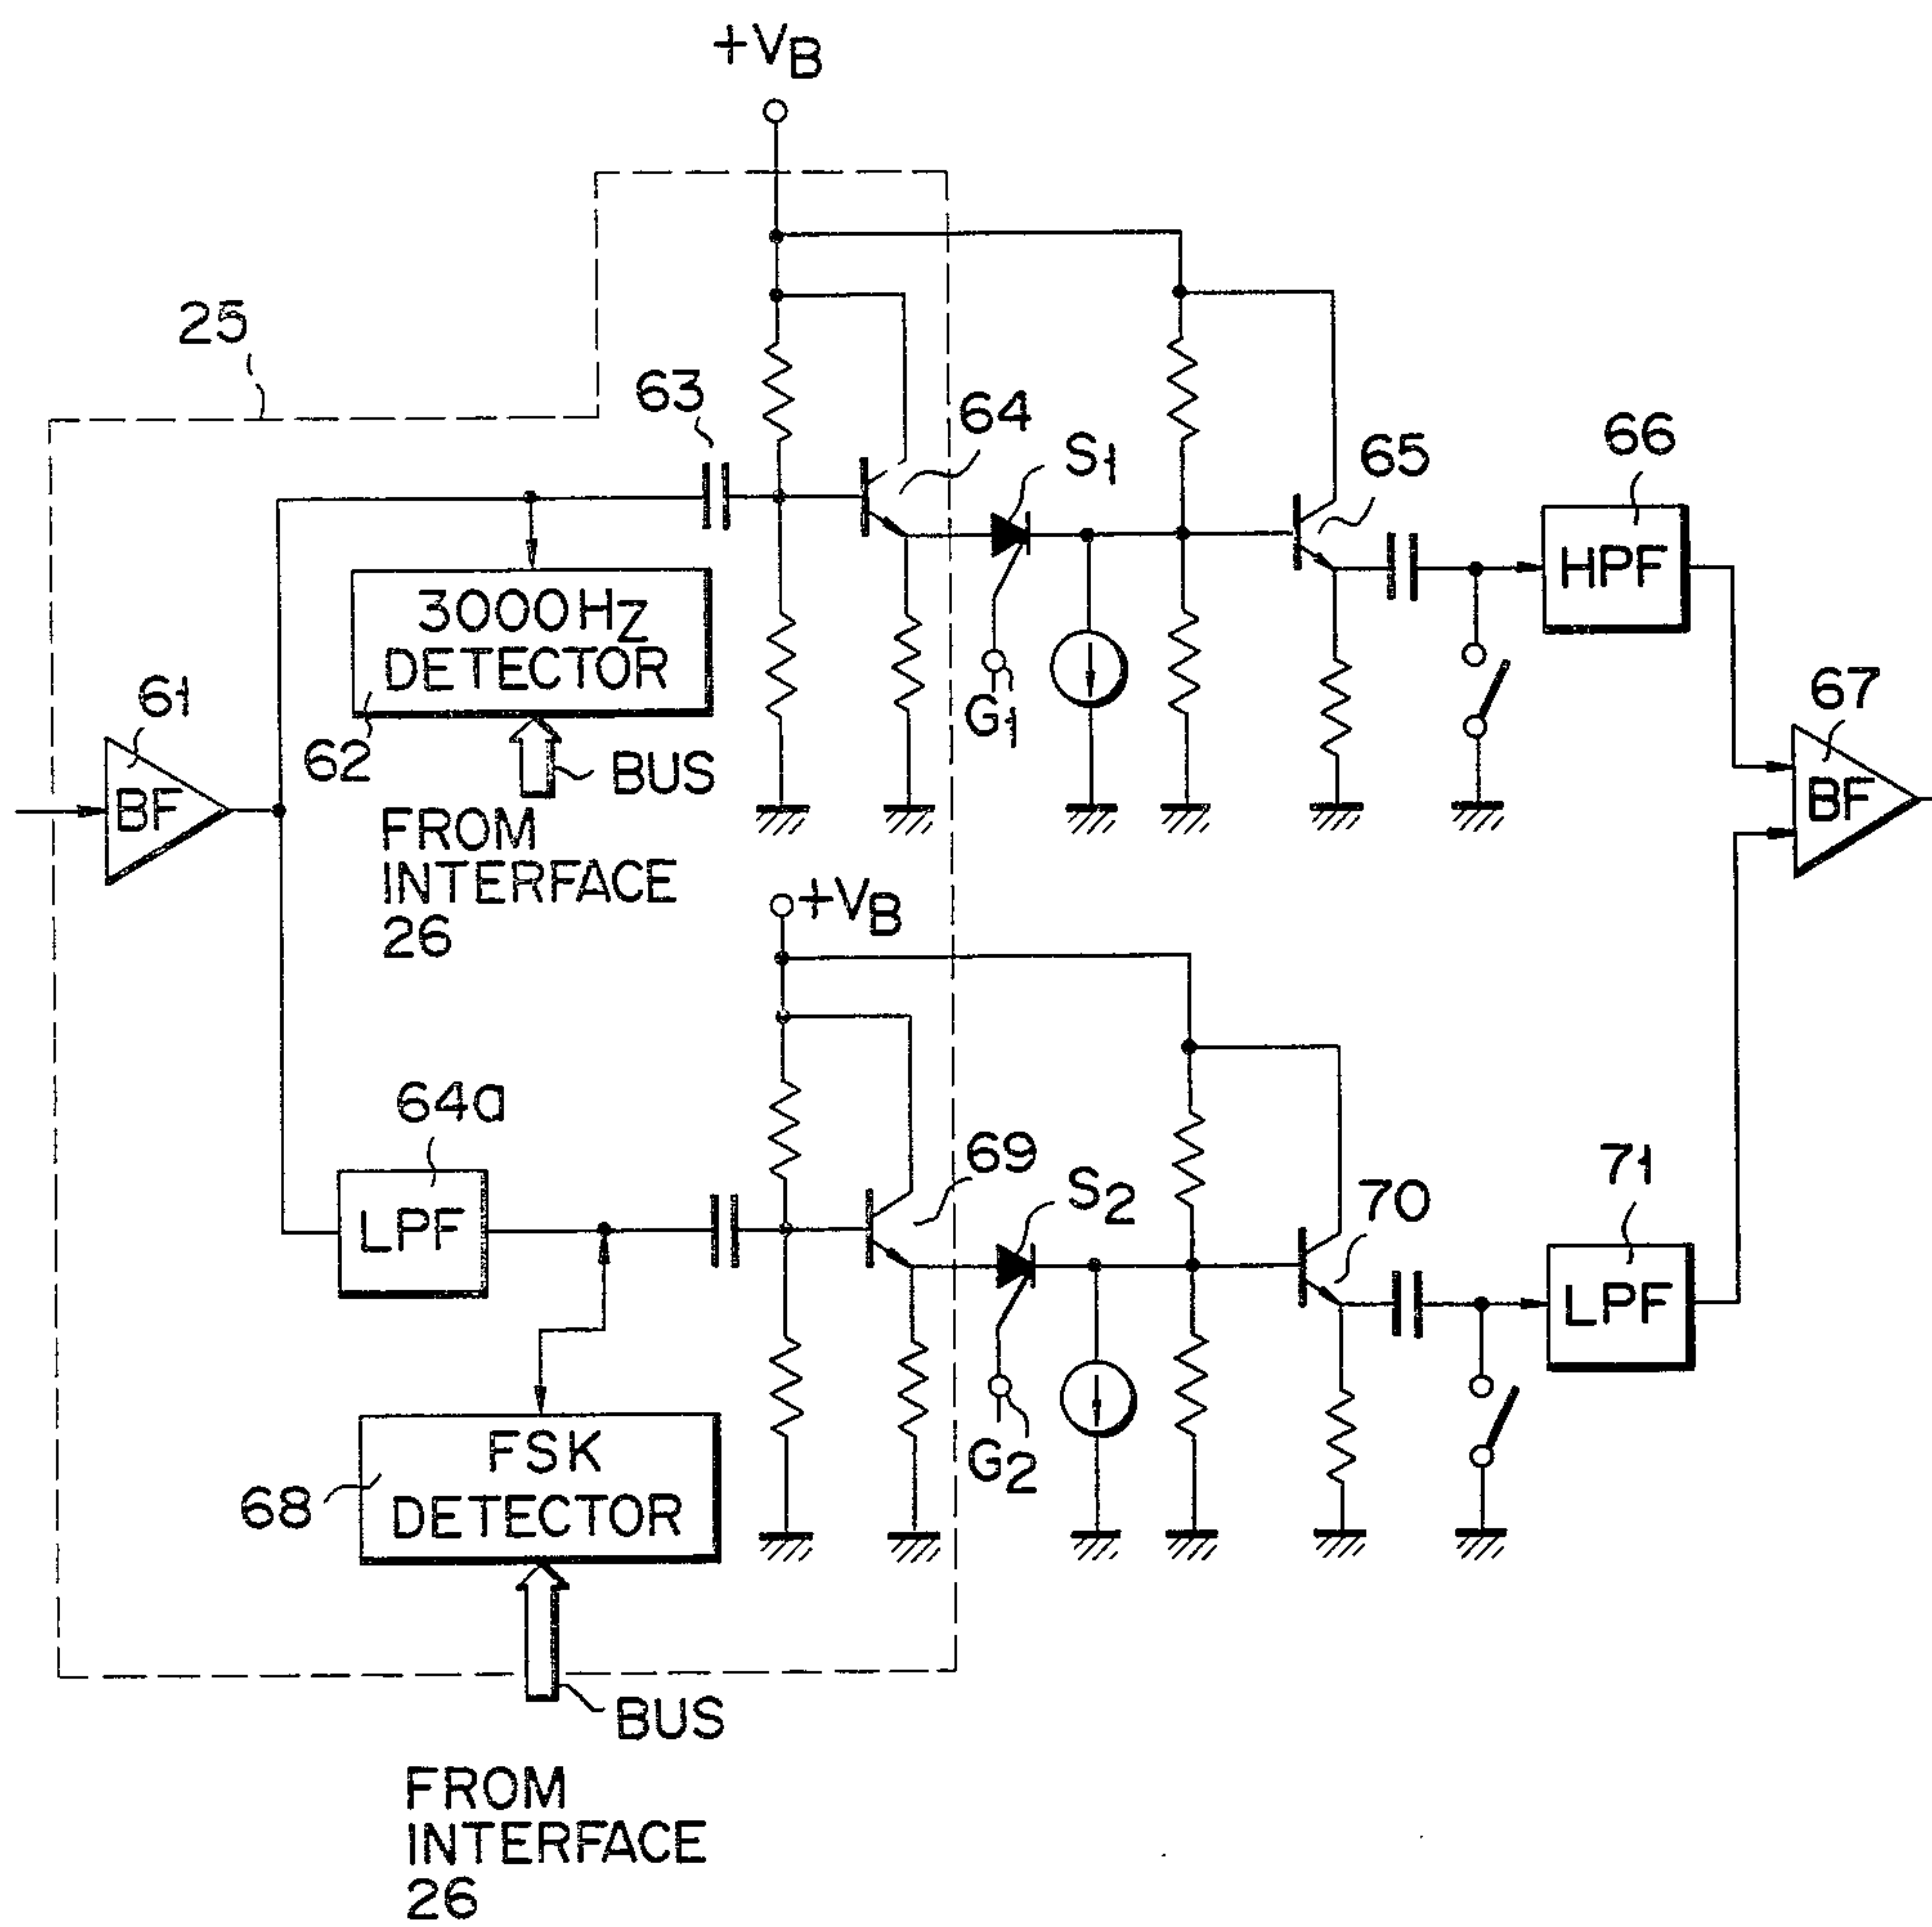 +VB
25
63
64
S1
65
66
HPF
3000HZ
DETECTOR
61
BF
62
G1
67
BF
BUS
FROM
INTERFACE
26
+VB
64a
LPF
69
S2
70
71
LPF
G2
68
FSK
DETECTOR
BUS
FROM
INTERFACE
26